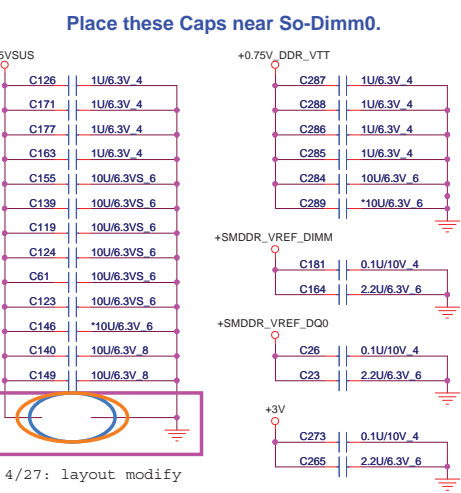 Place these Caps near So-Dimm0.
5VSUS
C126 1U/6.3V_4
C171 1U/6.3V_4
C177 1U/6.3V_4
C163 1U/6.3V_4
C155 10U/6.3VS_6
C139 10U/6.3VS_6
C119 10U/6.3VS_6
C124 10U/6.3VS_6
C61 10U/6.3VS_6
C123 10U/6.3VS_6
C146 *10U/6.3V_6
C140 10U/6.3V_8
C149 10U/6.3V_8
4/27: layout modify
+0.75V_DDR_VTT
C287 1U/6.3V_4
C288 1U/6.3V_4
C286 1U/6.3V_4
C285 1U/6.3V_4
C284 10U/6.3V_6
C289 *10U/6.3V_6
+SMDDR_VREF_DIMM
C181 0.1U/10V_4
C164 2.2U/6.3V_6
+SMDDR_VREF_DQ0
C26 0.1U/10V_4
C23 2.2U/6.3V_6
+3V
C273 0.1U/10V_4
C265 2.2U/6.3V_6